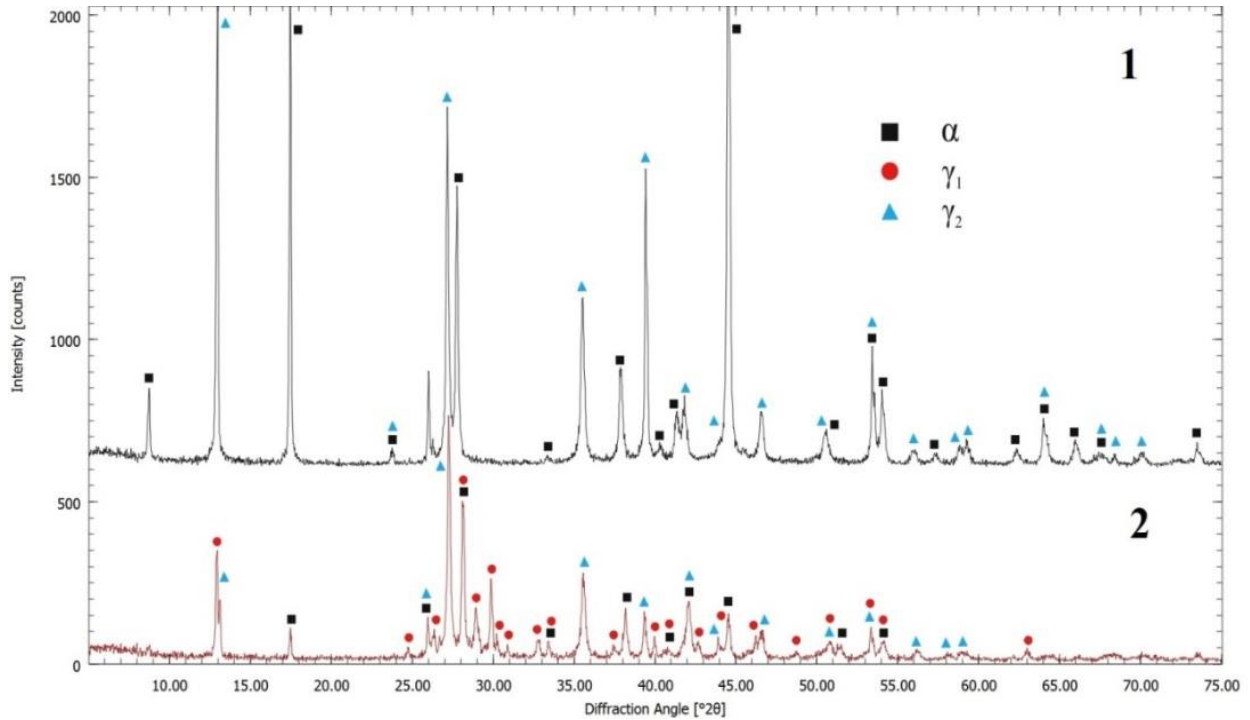 2000
1500
1000
500
0
Intensity [counts]
1
α
γ₁
γ₂
2
10.00 15.00 20.00 25.00 30.00 35.00 40.00 45.00 50.00 55.00 60.00 65.00 70.00 75.00
Diffraction Angle [°2θ]